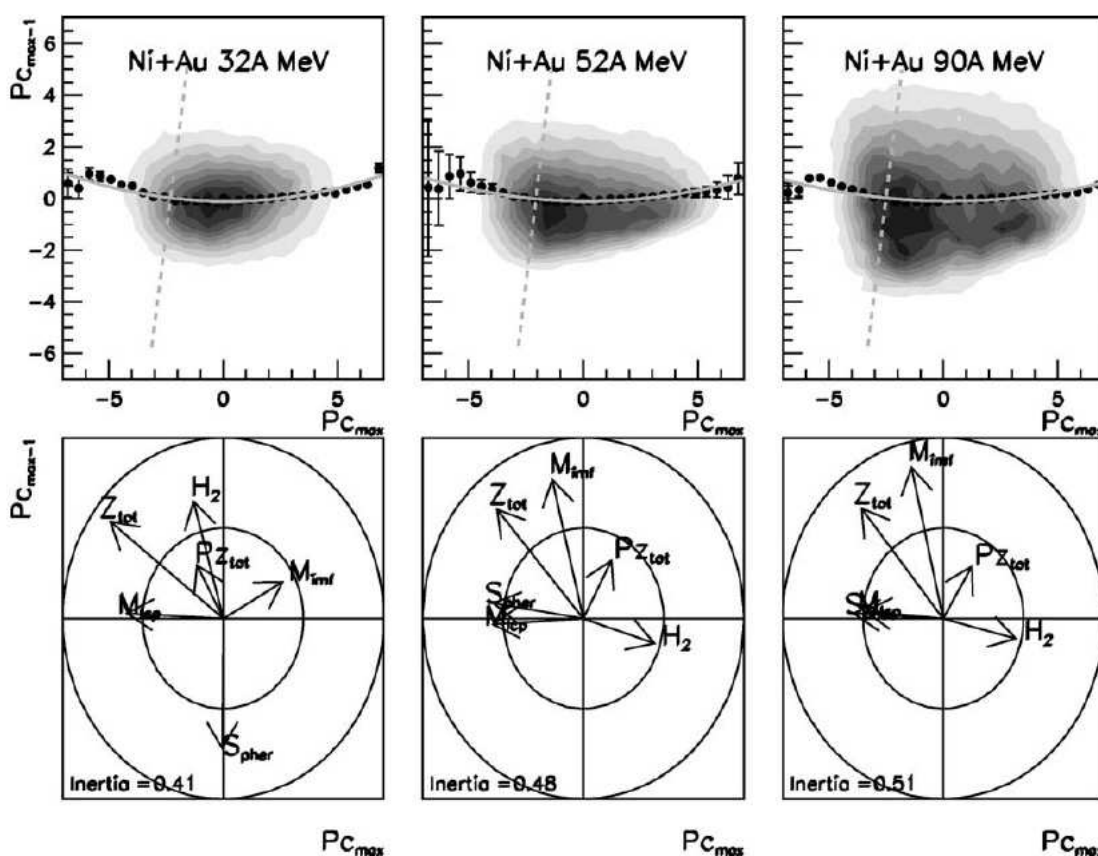 Ni+Au 32A MeV
Ni+Au 52A MeV
Ni+Au 90A MeV
Pc_max-1
6
4
2
0
-2
-4
-6
-5 0 5
-5 0 5
-5 0 5
Pc_max
Pc_max
Pc_max
Pc_max-1
Z_tot
H_2
Pz_tot
M_imf
M_lcp
S_pher
Inertia =0.41
M_imf
Z_tot
Pz_tot
S_pher
M_lcp
H_2
Inertia =0.48
M_imf
Z_tot
Pz_tot
H_2
Inertia =0.51
Pc_max
Pc_max
Pc_max